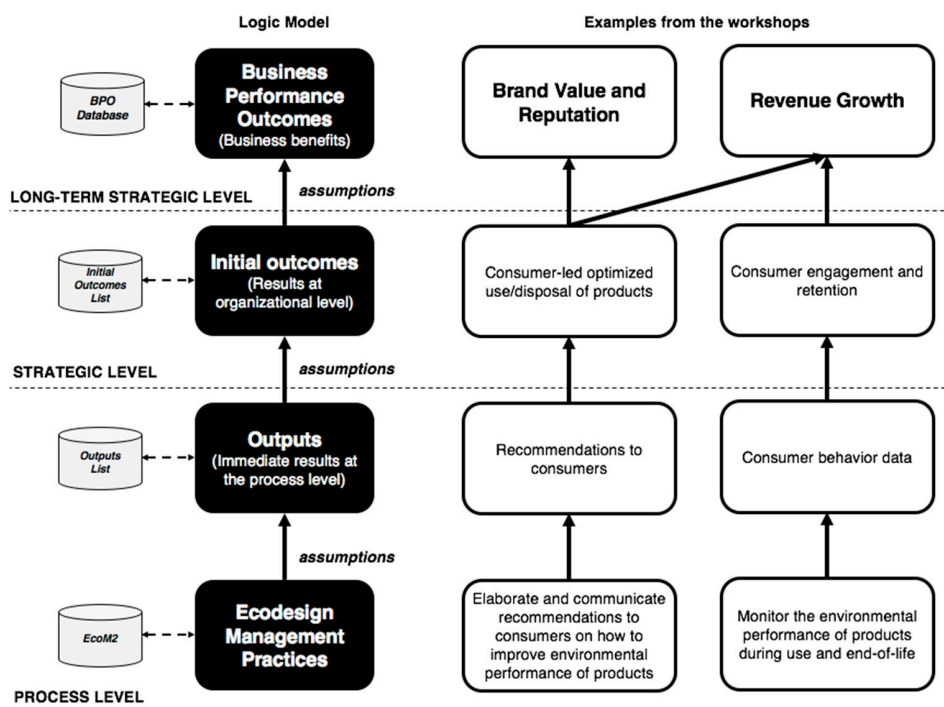 Logic Model
Examples from the workshops
BPO
Database
Business
Performance
Outcomes
(Business benefits)
Brand Value and
Reputation
Revenue Growth
assumptions
LONG-TERM STRATEGIC LEVEL
Initial
Outcomes
List
Initial outcomes
(Results at
organizational level)
Consumer-led optimized
use/disposal of products
Consumer engagement and
retention
assumptions
STRATEGIC LEVEL
Outputs
List
Outputs
(Immediate results at
the process level)
Recommendations to
consumers
Consumer behavior data
assumptions
EcoM2
Ecodesign
Management
Practices
Elaborate and communicate
recommendations to
consumers on how to
improve environmental
performance of products
Monitor the environmental
performance of products
during use and end-of-life
PROCESS LEVEL